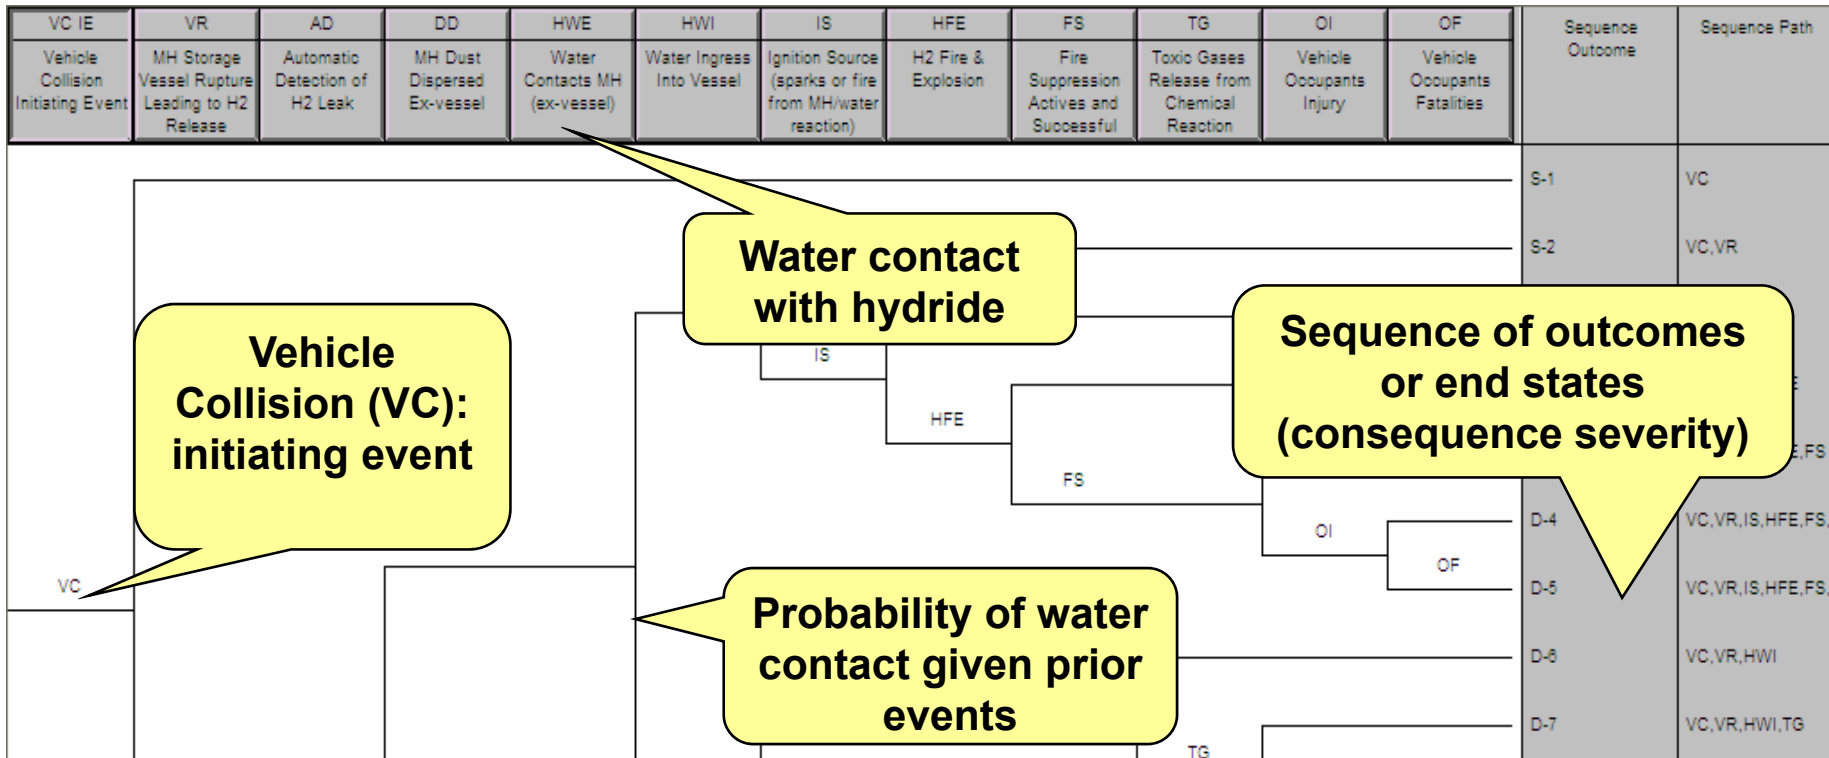 VC IE
VR
AD
DD
HWE
HWI
IS
HFE
FS
TG
OI
OF
Sequence
Outcome
Sequence Path
Vehicle
Collision
Initiating Event
MH Storage
Vessel Rupture
Leading to H2
Release
Automatic
Detection of
H2 Leak
MH Dust
Dispersed
Ex-vessel
Water
Contacts MH
(ex-vessel)
Water Ingress
Into Vessel
Ignition Source
(sparks or fire
from MH/water
reaction)
H2 Fire &
Explosion
Fire
Suppression
Actives and
Successful
Toxic Gases
Release from
Chemical
Reaction
Vehicle
Occupants
Injury
Vehicle
Occupants
Fatalities
S-1
VC
S-2
VC,VR
Water contact
with hydride
Vehicle
Collision (VC):
initiating event
Sequence of outcomes
or end states
(consequence severity)
IS
HFE
FS
E,FS
OI
D-4
VC,VR,IS,HFE,FS,
OF
D-5
VC,VR,IS,HFE,FS,
VC
Probability of water
contact given prior
events
D-6
VC,VR,HWI
D-7
VC,VR,HWI,TG
TG